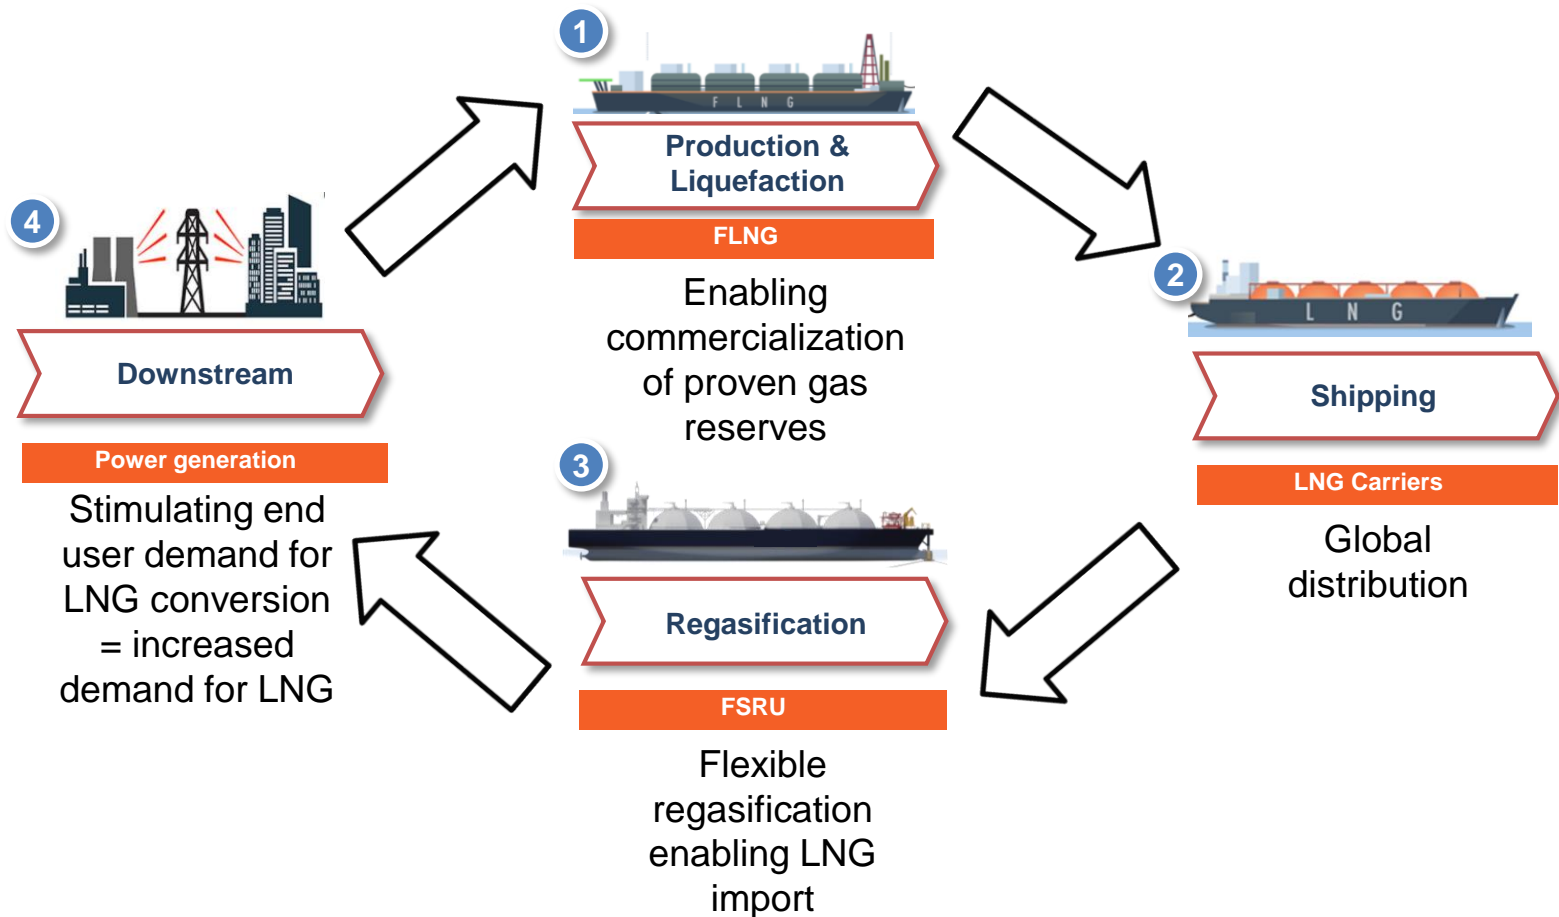 1
F L N G
Production &
Liquefaction
FLNG
Enabling
commercialization
of proven gas
reserves
2
L N G
Shipping
LNG Carriers
Global
distribution
3
Regasification
FSRU
Flexible
regasification
enabling LNG
import
4
Downstream
Power generation
Stimulating end
user demand for
LNG conversion
= increased
demand for LNG